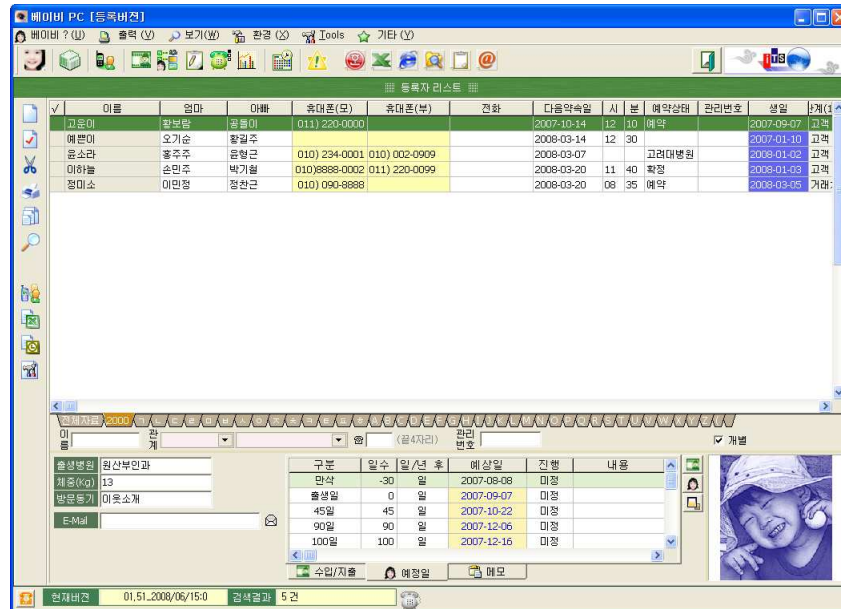 베이비 PC [등록버전]
베이비 ? (U) 출력 (V) 보기(W) 환경 (X) Tools 기타 (Y)
등록자 리스트
√ 이름 엄마 아빠 휴대폰(모) 휴대폰(부) 전화 다음약속일 시 분 예약상태 관리번호 생일
고운이 황보람 공돌이 011) 220-0000 2007-10-14 12 10 예약 2007-09-07 고객
예쁜이 오기순 황길주 2008-03-14 12 30 2007-01-10 고객
윤소라 홍주주 윤형근 010) 234-0001 010) 002-0909 2008-03-07 고려대병원 2008-01-02 고객
이하늘 손민주 박기철 010)8888-0002 011) 220-0099 2008-03-20 11 40 확정 2008-01-03 고객
정미소 이민정 정찬근 010) 090-8888 2008-03-20 08 35 예약 2008-03-05 거래
전체자료 2000 ㄱ ㄴ ㄷ ㄹ ㅁ ㅂ ㅅ ㅇ ㅈ ㅊ ㅋ ㅌ ㅍ ㅎ A B C D E F G H I J K L M N O P Q R S T U V W X Y Z
이름 관계 (끝4자리) 관리번호 개별
출생병원 원산부인과
체중(Kg) 13
방문동기 이웃소개
E-Mail
구분 일수 일/년 후 예상일 진행 내용
만삭 -30 일 2007-08-08 미정
출생일 0 일 2007-09-07 미정
45일 45 일 2007-10-22 미정
90일 90 일 2007-12-06 미정
100일 100 일 2007-12-16 미정
수입/지출 예정일 메모
현재버전 01,51_2008/06/15:0 검색결과 5 건